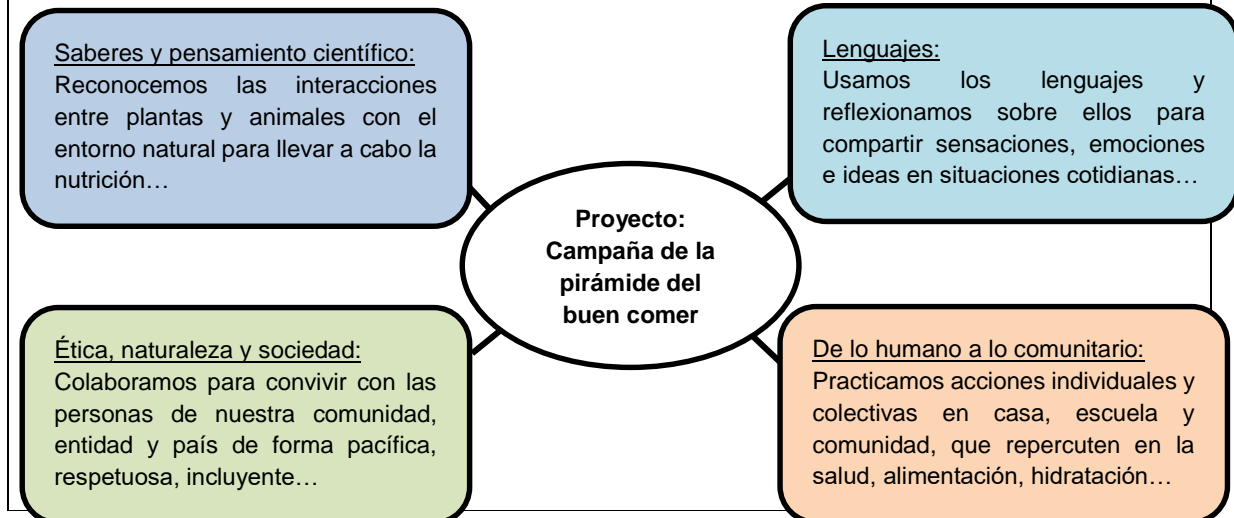 Saberes y pensamiento científico:
Reconocemos las interacciones
entre plantas y animales con el
entorno natural para llevar a cabo la
nutrición…
Lenguajes:
Usamos los lenguajes y
reflexionamos sobre ellos para
compartir sensaciones, emociones
e ideas en situaciones cotidianas…
Proyecto:
Campaña de la
pirámide del
buen comer
Ética, naturaleza y sociedad:
Colaboramos para convivir con las
personas de nuestra comunidad,
entidad y país de forma pacífica,
respetuosa, incluyente…
De lo humano a lo comunitario:
Practicamos acciones individuales y
colectivas en casa, escuela y
comunidad, que repercuten en la
salud, alimentación, hidratación…